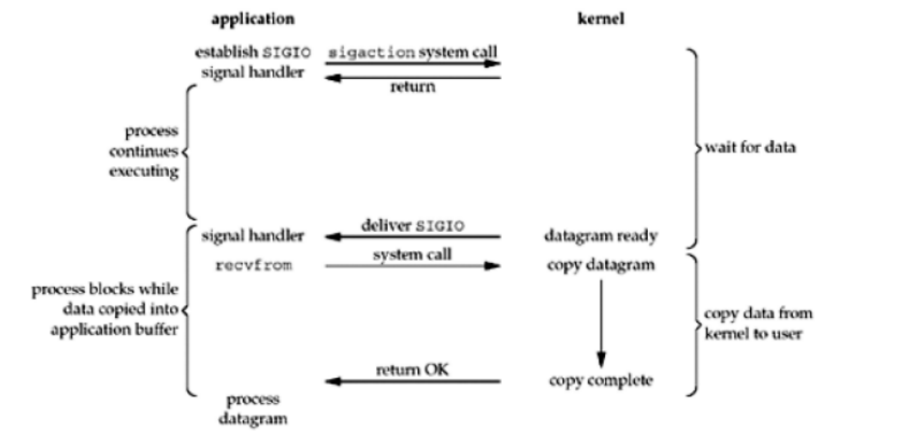 application kernel
establish SIGIO sigaction system call
signal handler
return
process
continues
executing
wait for data
deliver SIGIO
signal handler datagram ready
system call
recvfrom copy datagram
process blocks while
data copied into
application buffer
copy data from
kernel to user
return OK
copy complete
process
datagram